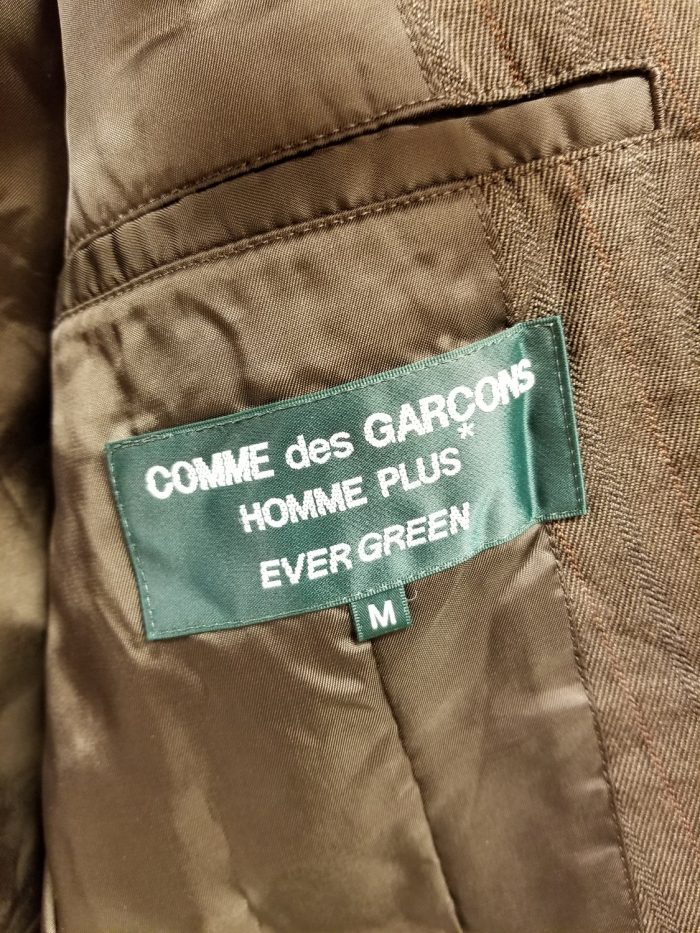 COMME des GARÇONS
HOMME PLUS*
EVER GREEN
M